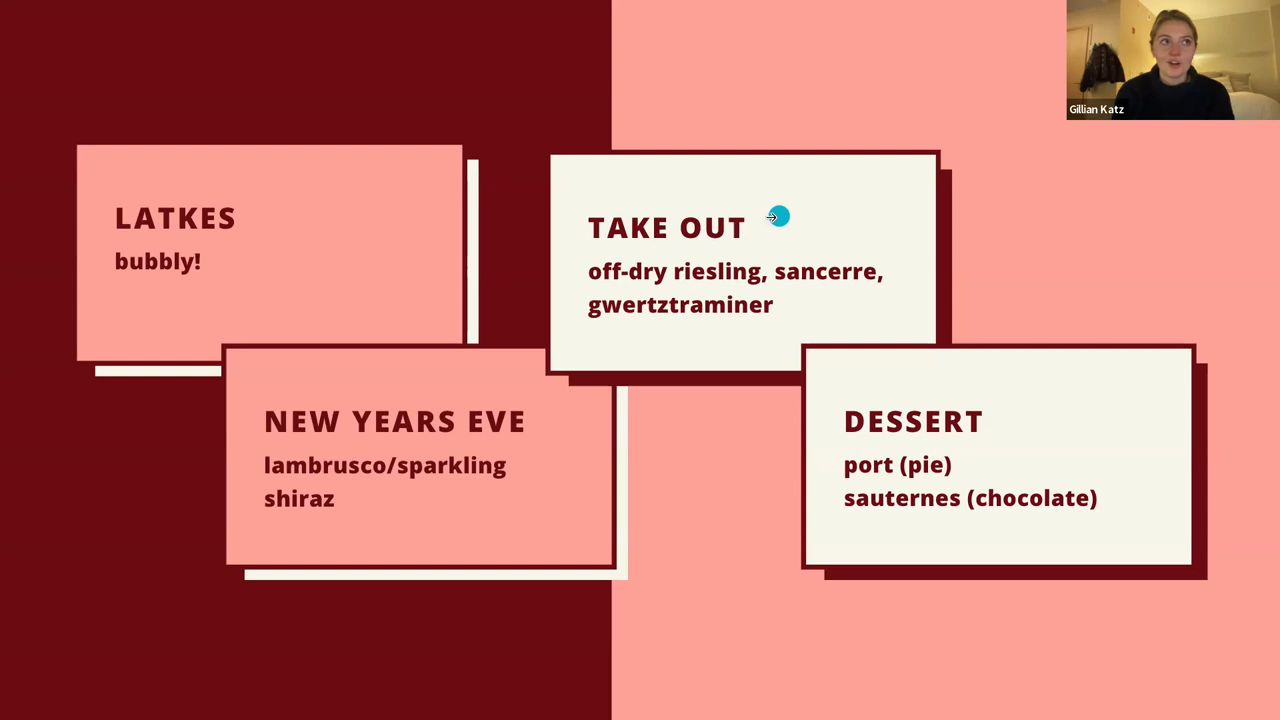 Gillian Katz
LATKES
bubbly!
TAKE OUT
off-dry riesling, sancerre,
gwertztraminer
NEW YEARS EVE
lambrusco/sparkling
shiraz
DESSERT
port (pie)
sauternes (chocolate)